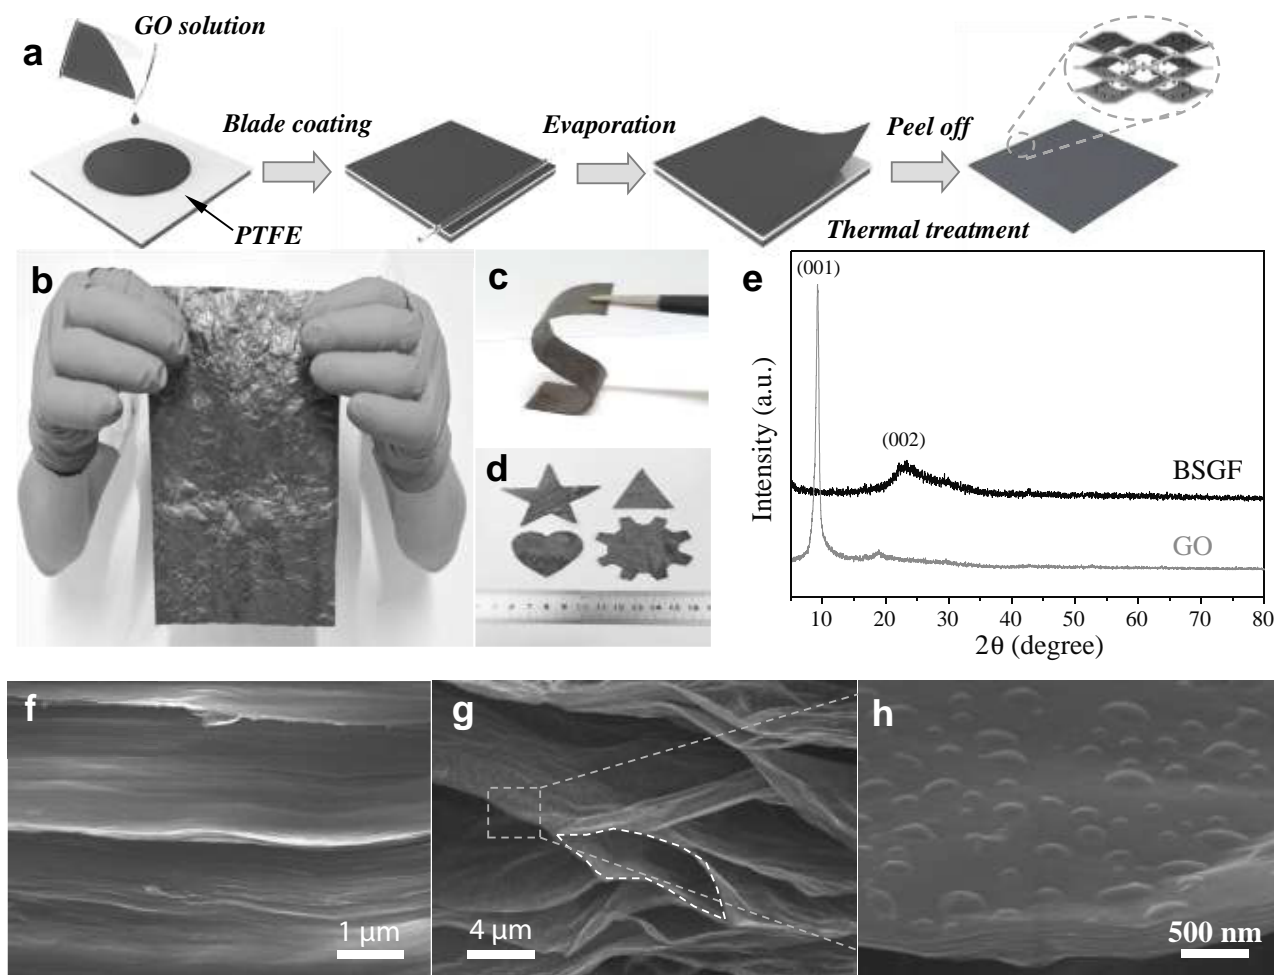 GO solution
a
Blade coating
Evaporation
Peel off
PTFE
Thermal treatment
b
c
d
e
(001)
(002)
BSGF
GO
Intensity (a.u.)
10 20 30 40 50 60 70 80
2θ (degree)
f
1 μm
g
4 μm
h
500 nm